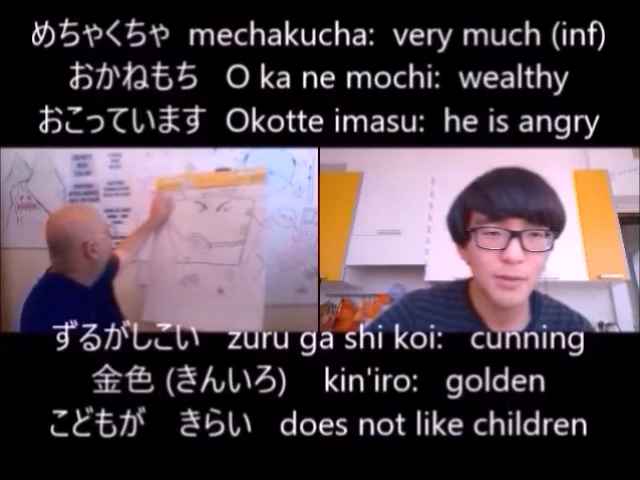 めちゃくちゃ mechakucha: very much (inf)
おかねもち O ka ne mochi: wealthy
おこっています Okotte imasu: he is angry
ずるがしこい zuru ga shi koi: cunning
金色 (きんいろ) kin'iro: golden
こどもが きらい does not like children